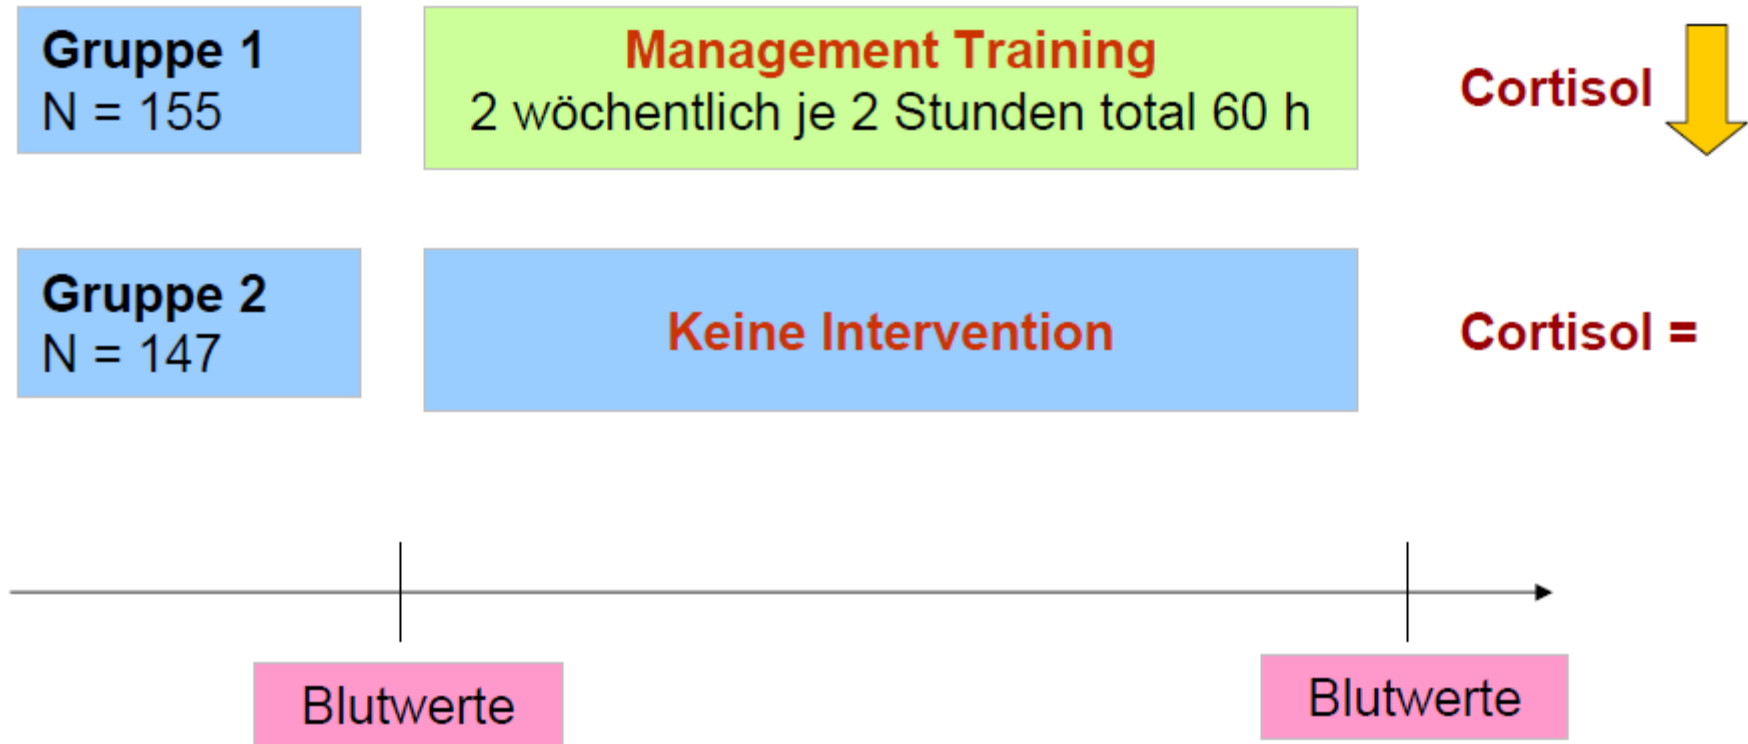 Gruppe 1
N = 155
Management Training
2 wöchentlich je 2 Stunden total 60 h
Cortisol
Gruppe 2
N = 147
Keine Intervention
Cortisol =
Blutwerte
Blutwerte